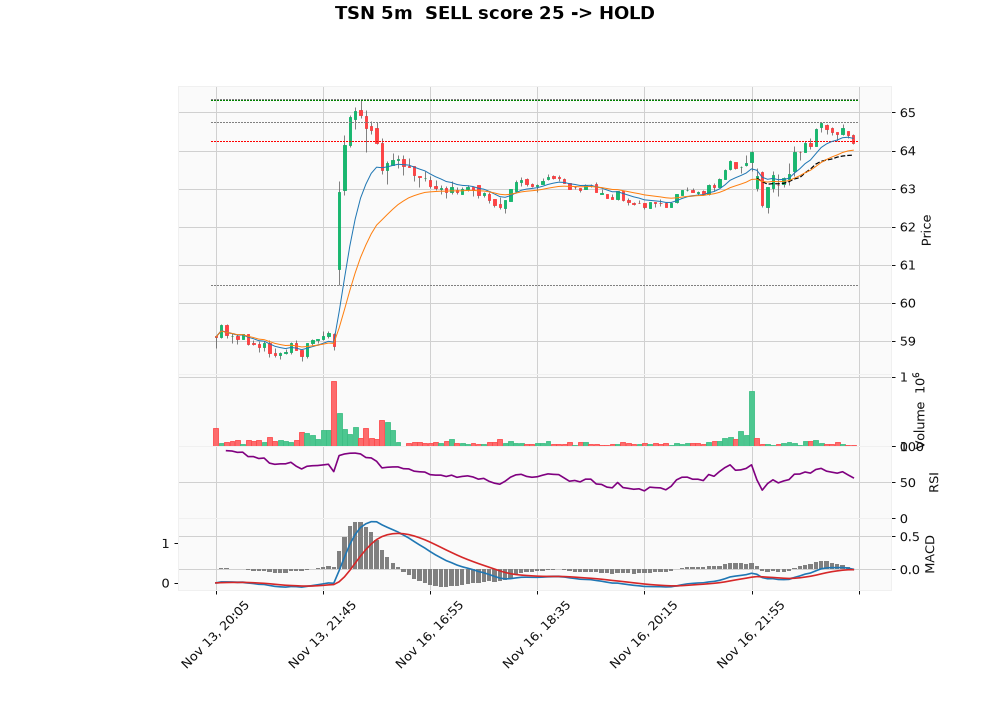 TSN 5m  SELL score 25 -> HOLD
65
64
63
62
61
60
59
Price
1
10^6
Volume
100
50
0
RSI
1
0
0.5
0.0
MACD
Nov 13, 20:05
Nov 13, 21:45
Nov 16, 16:55
Nov 16, 18:35
Nov 16, 20:15
Nov 16, 21:55